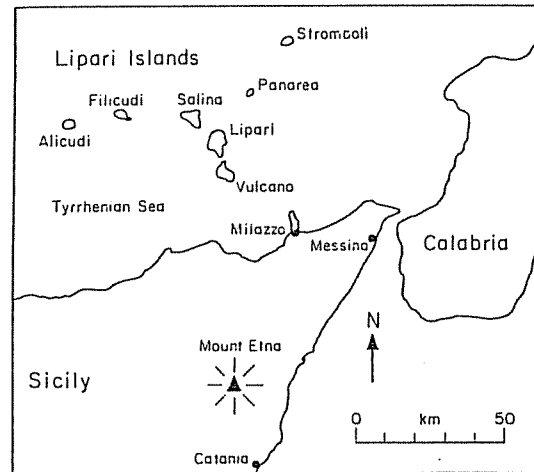 Stromboli
Lipari Islands
Panarea
Filicudi
Salina
Alicudi
Lipari
Vulcano
Tyrrhenian Sea
Milazzo
Messina
Calabria
N
Mount Etna
Sicily
0 km 50
Catania